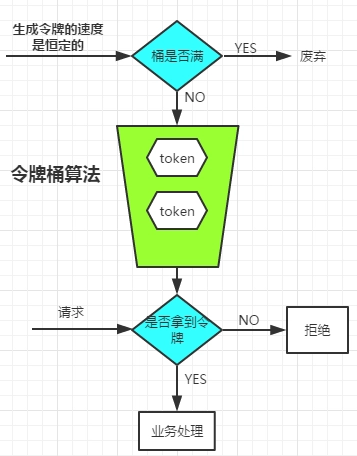 生成令牌的速度
是恒定的
桶是否满
YES
废弃
NO
token
令牌桶算法
token
请求
是否拿到令
牌
NO
拒绝
YES
业务处理